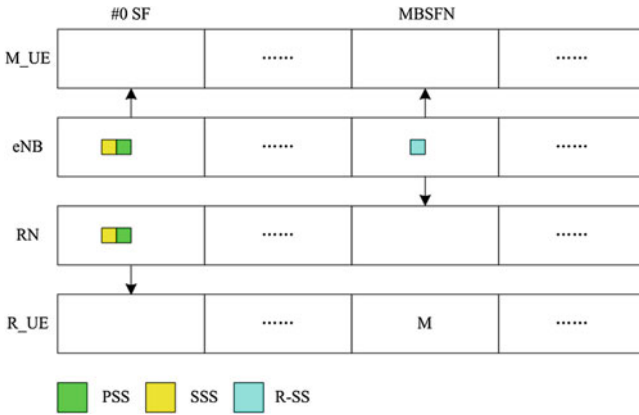 #0 SF MBSFN
M_UE ...... ......
eNB ...... ......
RN ...... ......
R_UE ...... M ......
PSS SSS R-SS